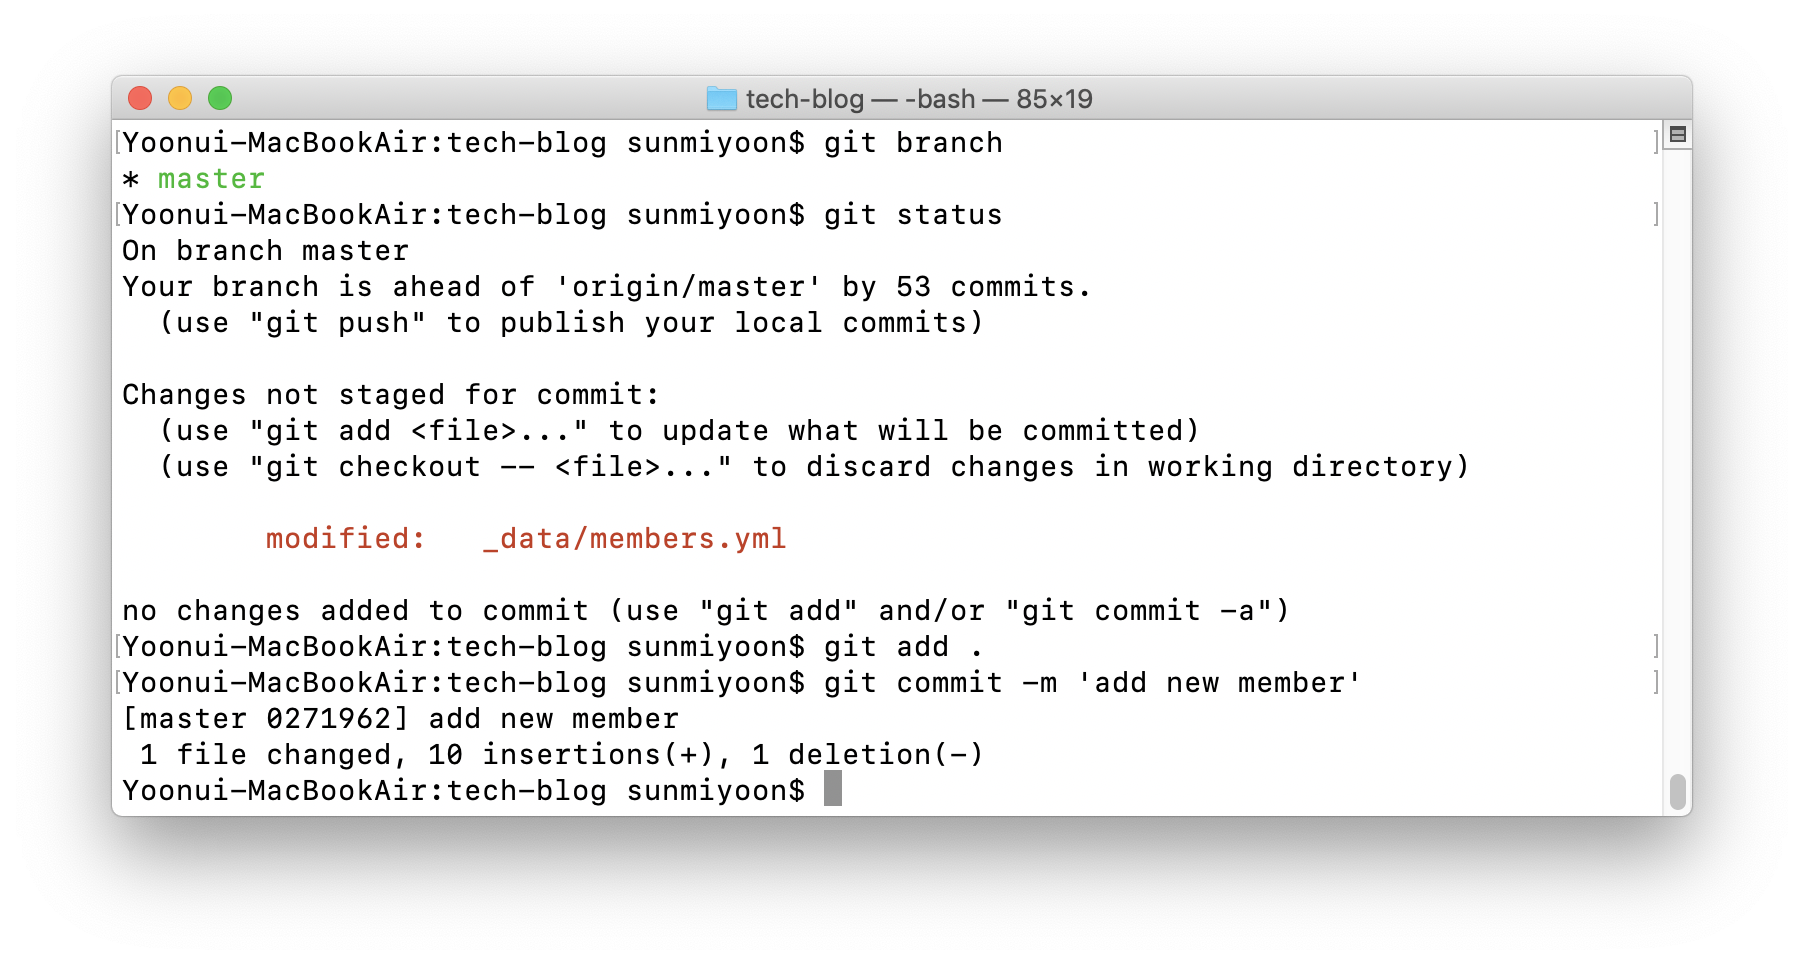 tech-blog — -bash — 85×19
Yoonui-MacBookAir:tech-blog sunmiyoon$ git branch
* master
Yoonui-MacBookAir:tech-blog sunmiyoon$ git status
On branch master
Your branch is ahead of 'origin/master' by 53 commits.
  (use "git push" to publish your local commits)

Changes not staged for commit:
  (use "git add <file>..." to update what will be committed)
  (use "git checkout -- <file>..." to discard changes in working directory)

        modified:   _data/members.yml

no changes added to commit (use "git add" and/or "git commit -a")
Yoonui-MacBookAir:tech-blog sunmiyoon$ git add .
Yoonui-MacBookAir:tech-blog sunmiyoon$ git commit -m 'add new member'
[master 0271962] add new member
 1 file changed, 10 insertions(+), 1 deletion(-)
Yoonui-MacBookAir:tech-blog sunmiyoon$